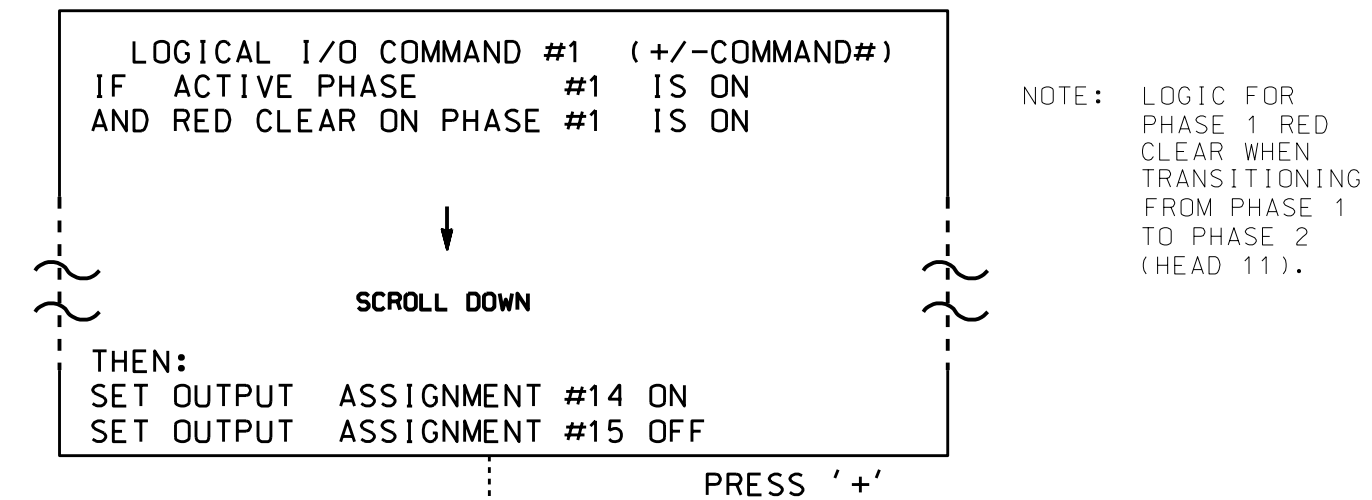 LOGICAL I/O COMMAND #1 (+/-COMMAND#)
IF ACTIVE PHASE #1 IS ON
AND RED CLEAR ON PHASE #1 IS ON
SCROLL DOWN
THEN:
SET OUTPUT ASSIGNMENT #14 ON
SET OUTPUT ASSIGNMENT #15 OFF
PRESS '+'
NOTE: LOGIC FOR
PHASE 1 RED
CLEAR WHEN
TRANSITIONING
FROM PHASE 1
TO PHASE 2
(HEAD 11).